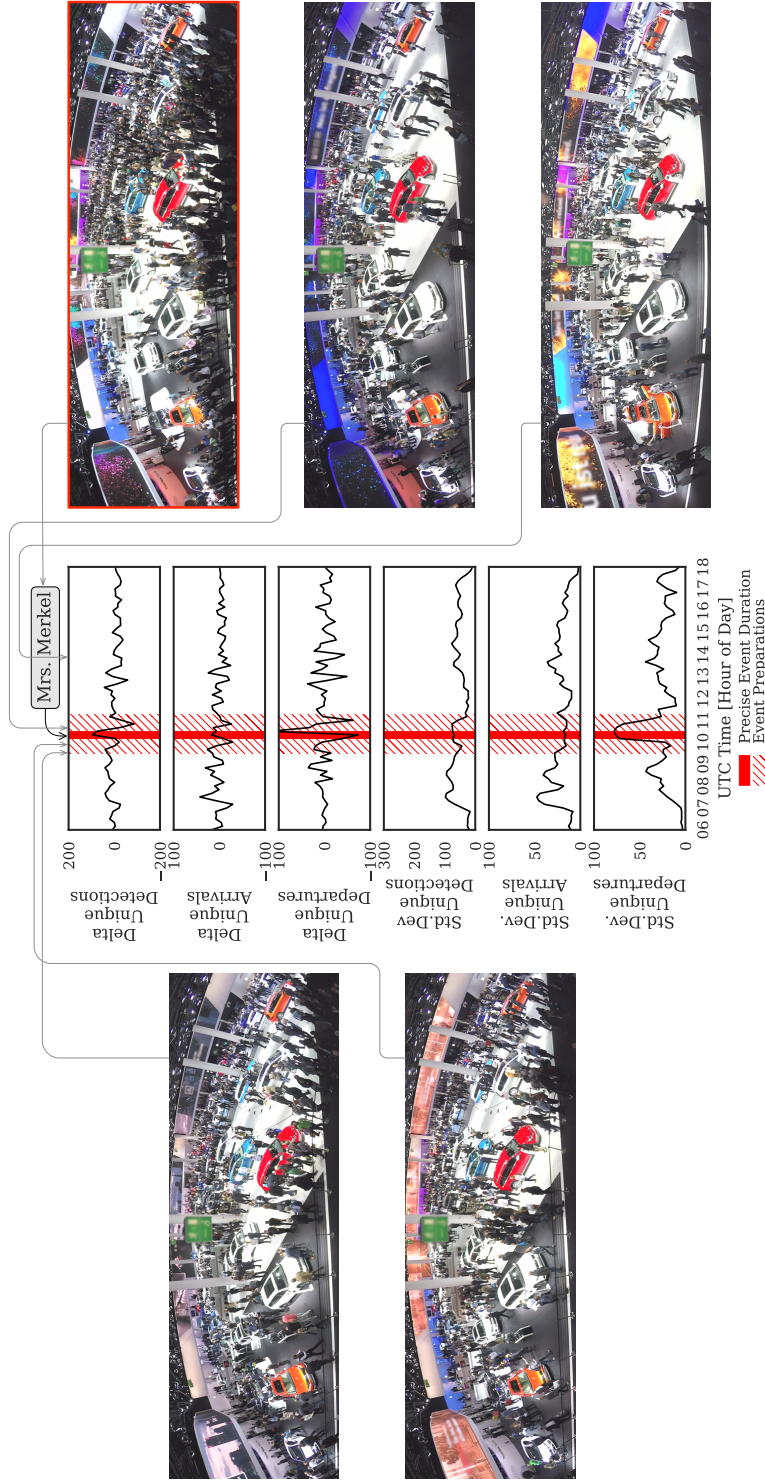 Mrs. Merkel
200
0
−200
Delta
Unique
Detections
100
0
−100
Delta
Unique
Arrivals
100
0
−100
Delta
Unique
Departures
300
200
100
0
Std.Dev
Unique
Detections
100
50
0
Std.Dev.
Unique
Arrivals
100
50
0
Std.Dev.
Unique
Departures
06 07 08 09 10 11 12 13 14 15 16 17 18
UTC Time [Hour of Day]
Precise Event Duration
Event Preparations